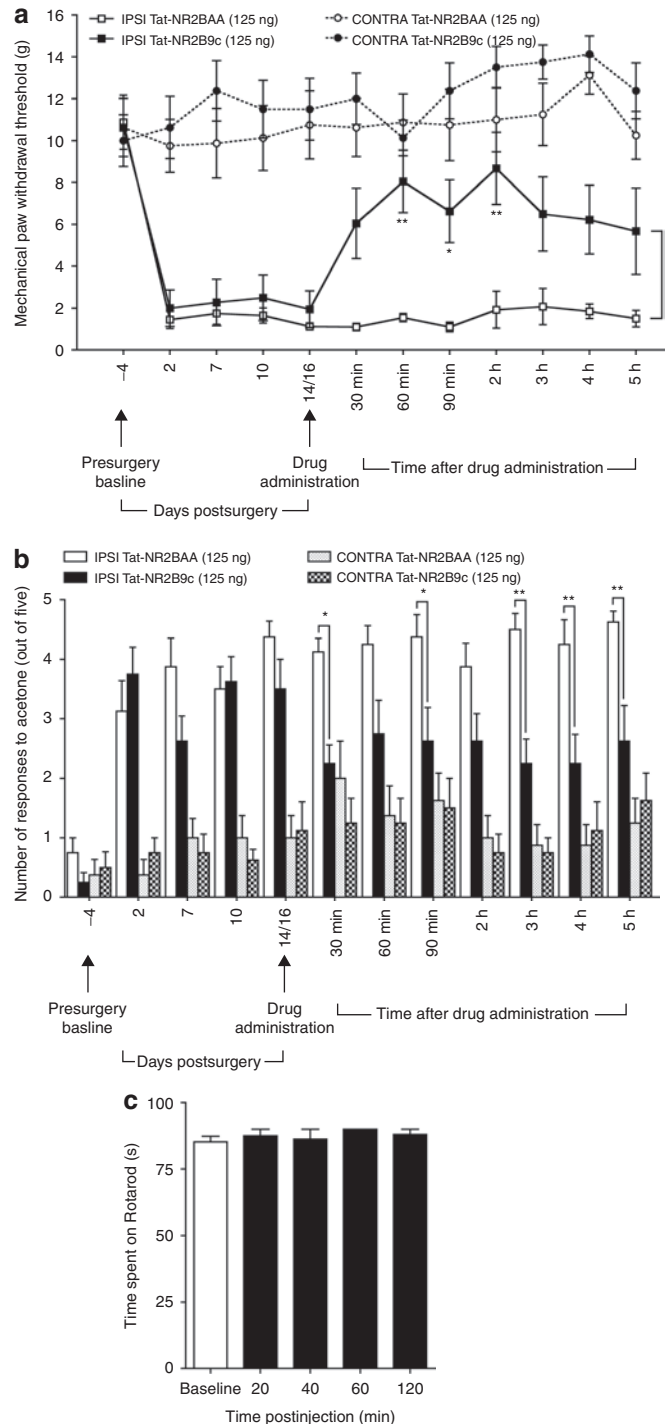 a
IPSI Tat-NR2BAA (125 ng) CONTRA Tat-NR2BAA (125 ng)
IPSI Tat-NR2B9c (125 ng) CONTRA Tat-NR2B9c (125 ng)
Mechanical paw withdrawal threshold (g)
16
14
12
10
8
6
4
2
0
** * **
–4 2 7 10 14/16 30 min 60 min 90 min 2 h 3 h 4 h 5 h
Presurgery Drug Time after drug administration
basline administration
Days postsurgery
b
IPSI Tat-NR2BAA (125 ng) CONTRA Tat-NR2BAA (125 ng)
IPSI Tat-NR2B9c (125 ng) CONTRA Tat-NR2B9c (125 ng)
Number of responses to acetone (out of five)
5
4
3
2
1
0
* * ** ** **
–4 2 7 10 14/16 30 min 60 min 90 min 2 h 3 h 4 h 5 h
Presurgery Drug Time after drug administration
basline administration
Days postsurgery
c
Time spent on Rotarod (s)
100
75
50
25
0
Baseline 20 40 60 120
Time postinjection (min)